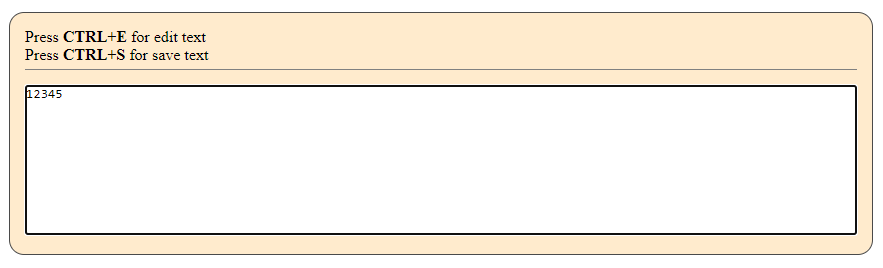 Press CTRL+E for edit text
Press CTRL+S for save text
12345